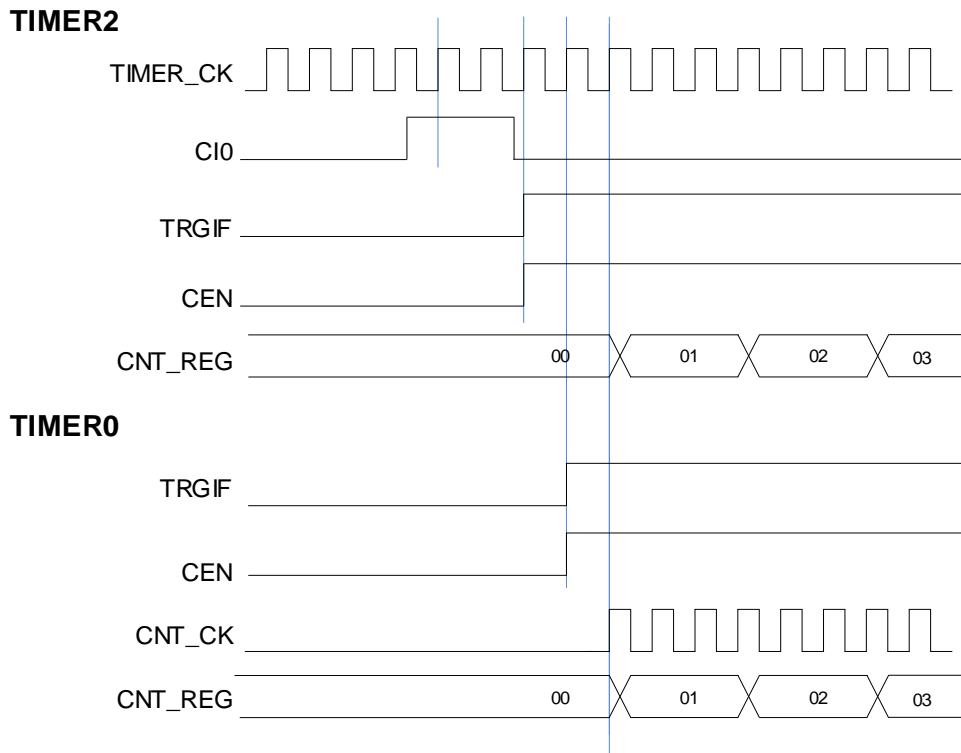 TIMER2
TIMER_CK
CI0
TRGIF
CEN
CNT_REG 00 01 02 03
TIMER0
TRGIF
CEN
CNT_CK
CNT_REG 00 01 02 03